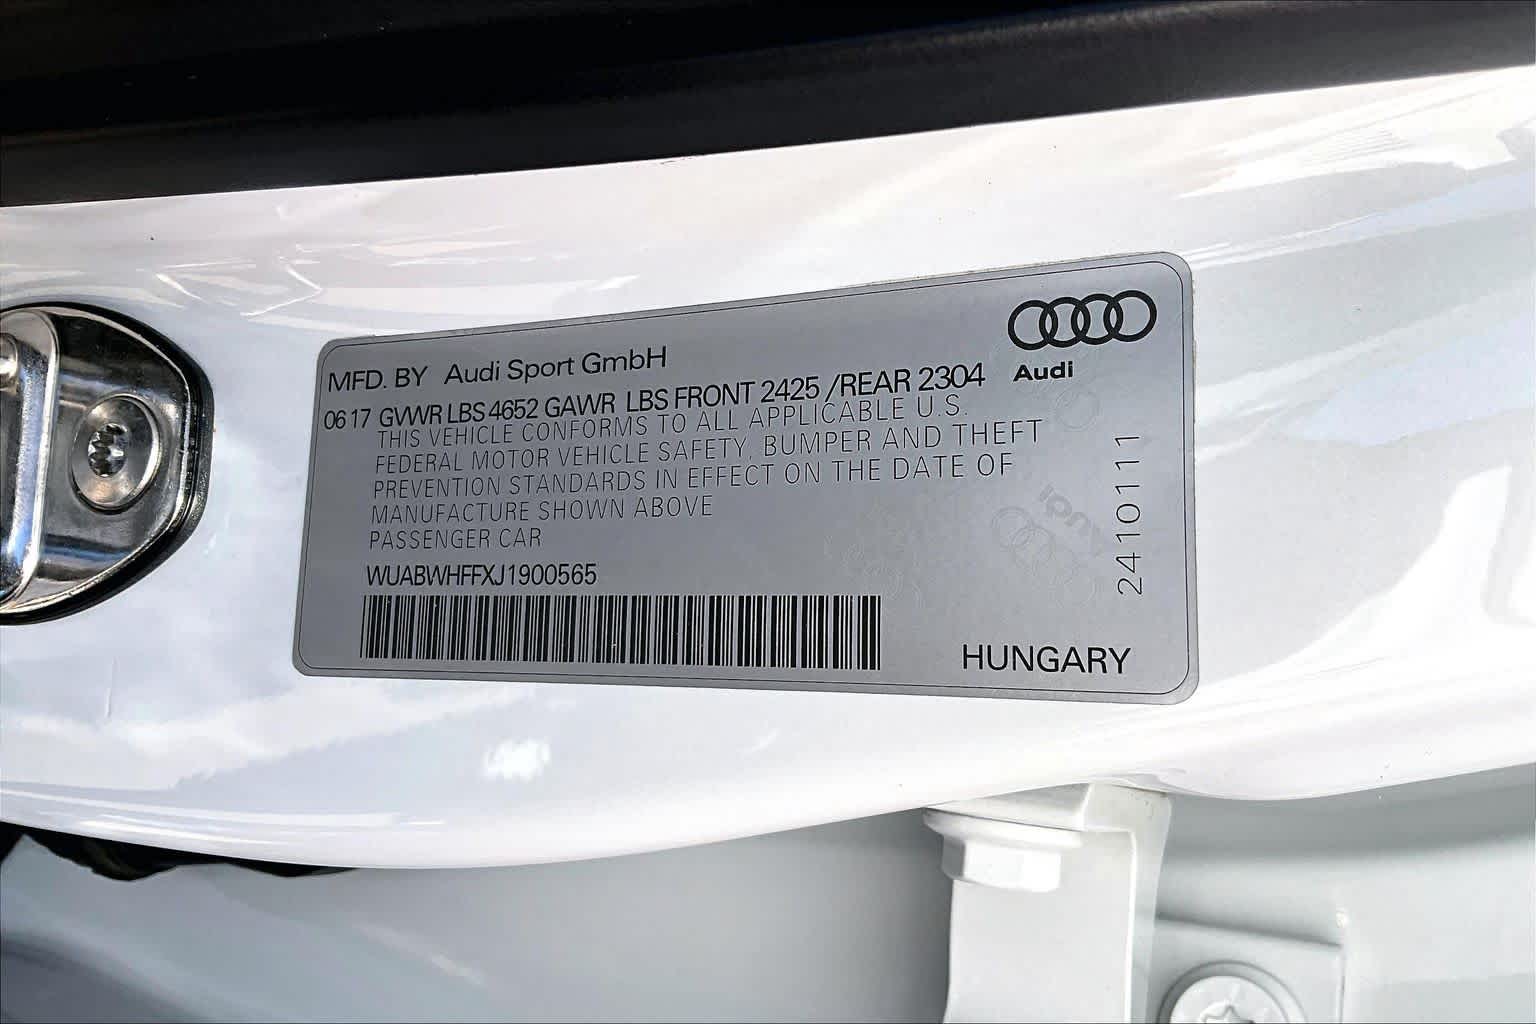 Audi
MFD. BY Audi Sport GmbH
06 17 GVWR LBS 4652 GAWR LBS FRONT 2425 /REAR 2304
THIS VEHICLE CONFORMS TO ALL APPLICABLE U.S.
FEDERAL MOTOR VEHICLE SAFETY, BUMPER AND THEFT
PREVENTION STANDARDS IN EFFECT ON THE DATE OF
MANUFACTURE SHOWN ABOVE
PASSENGER CAR
WUABWHFFXJ1900565
HUNGARY
24101111
Audi